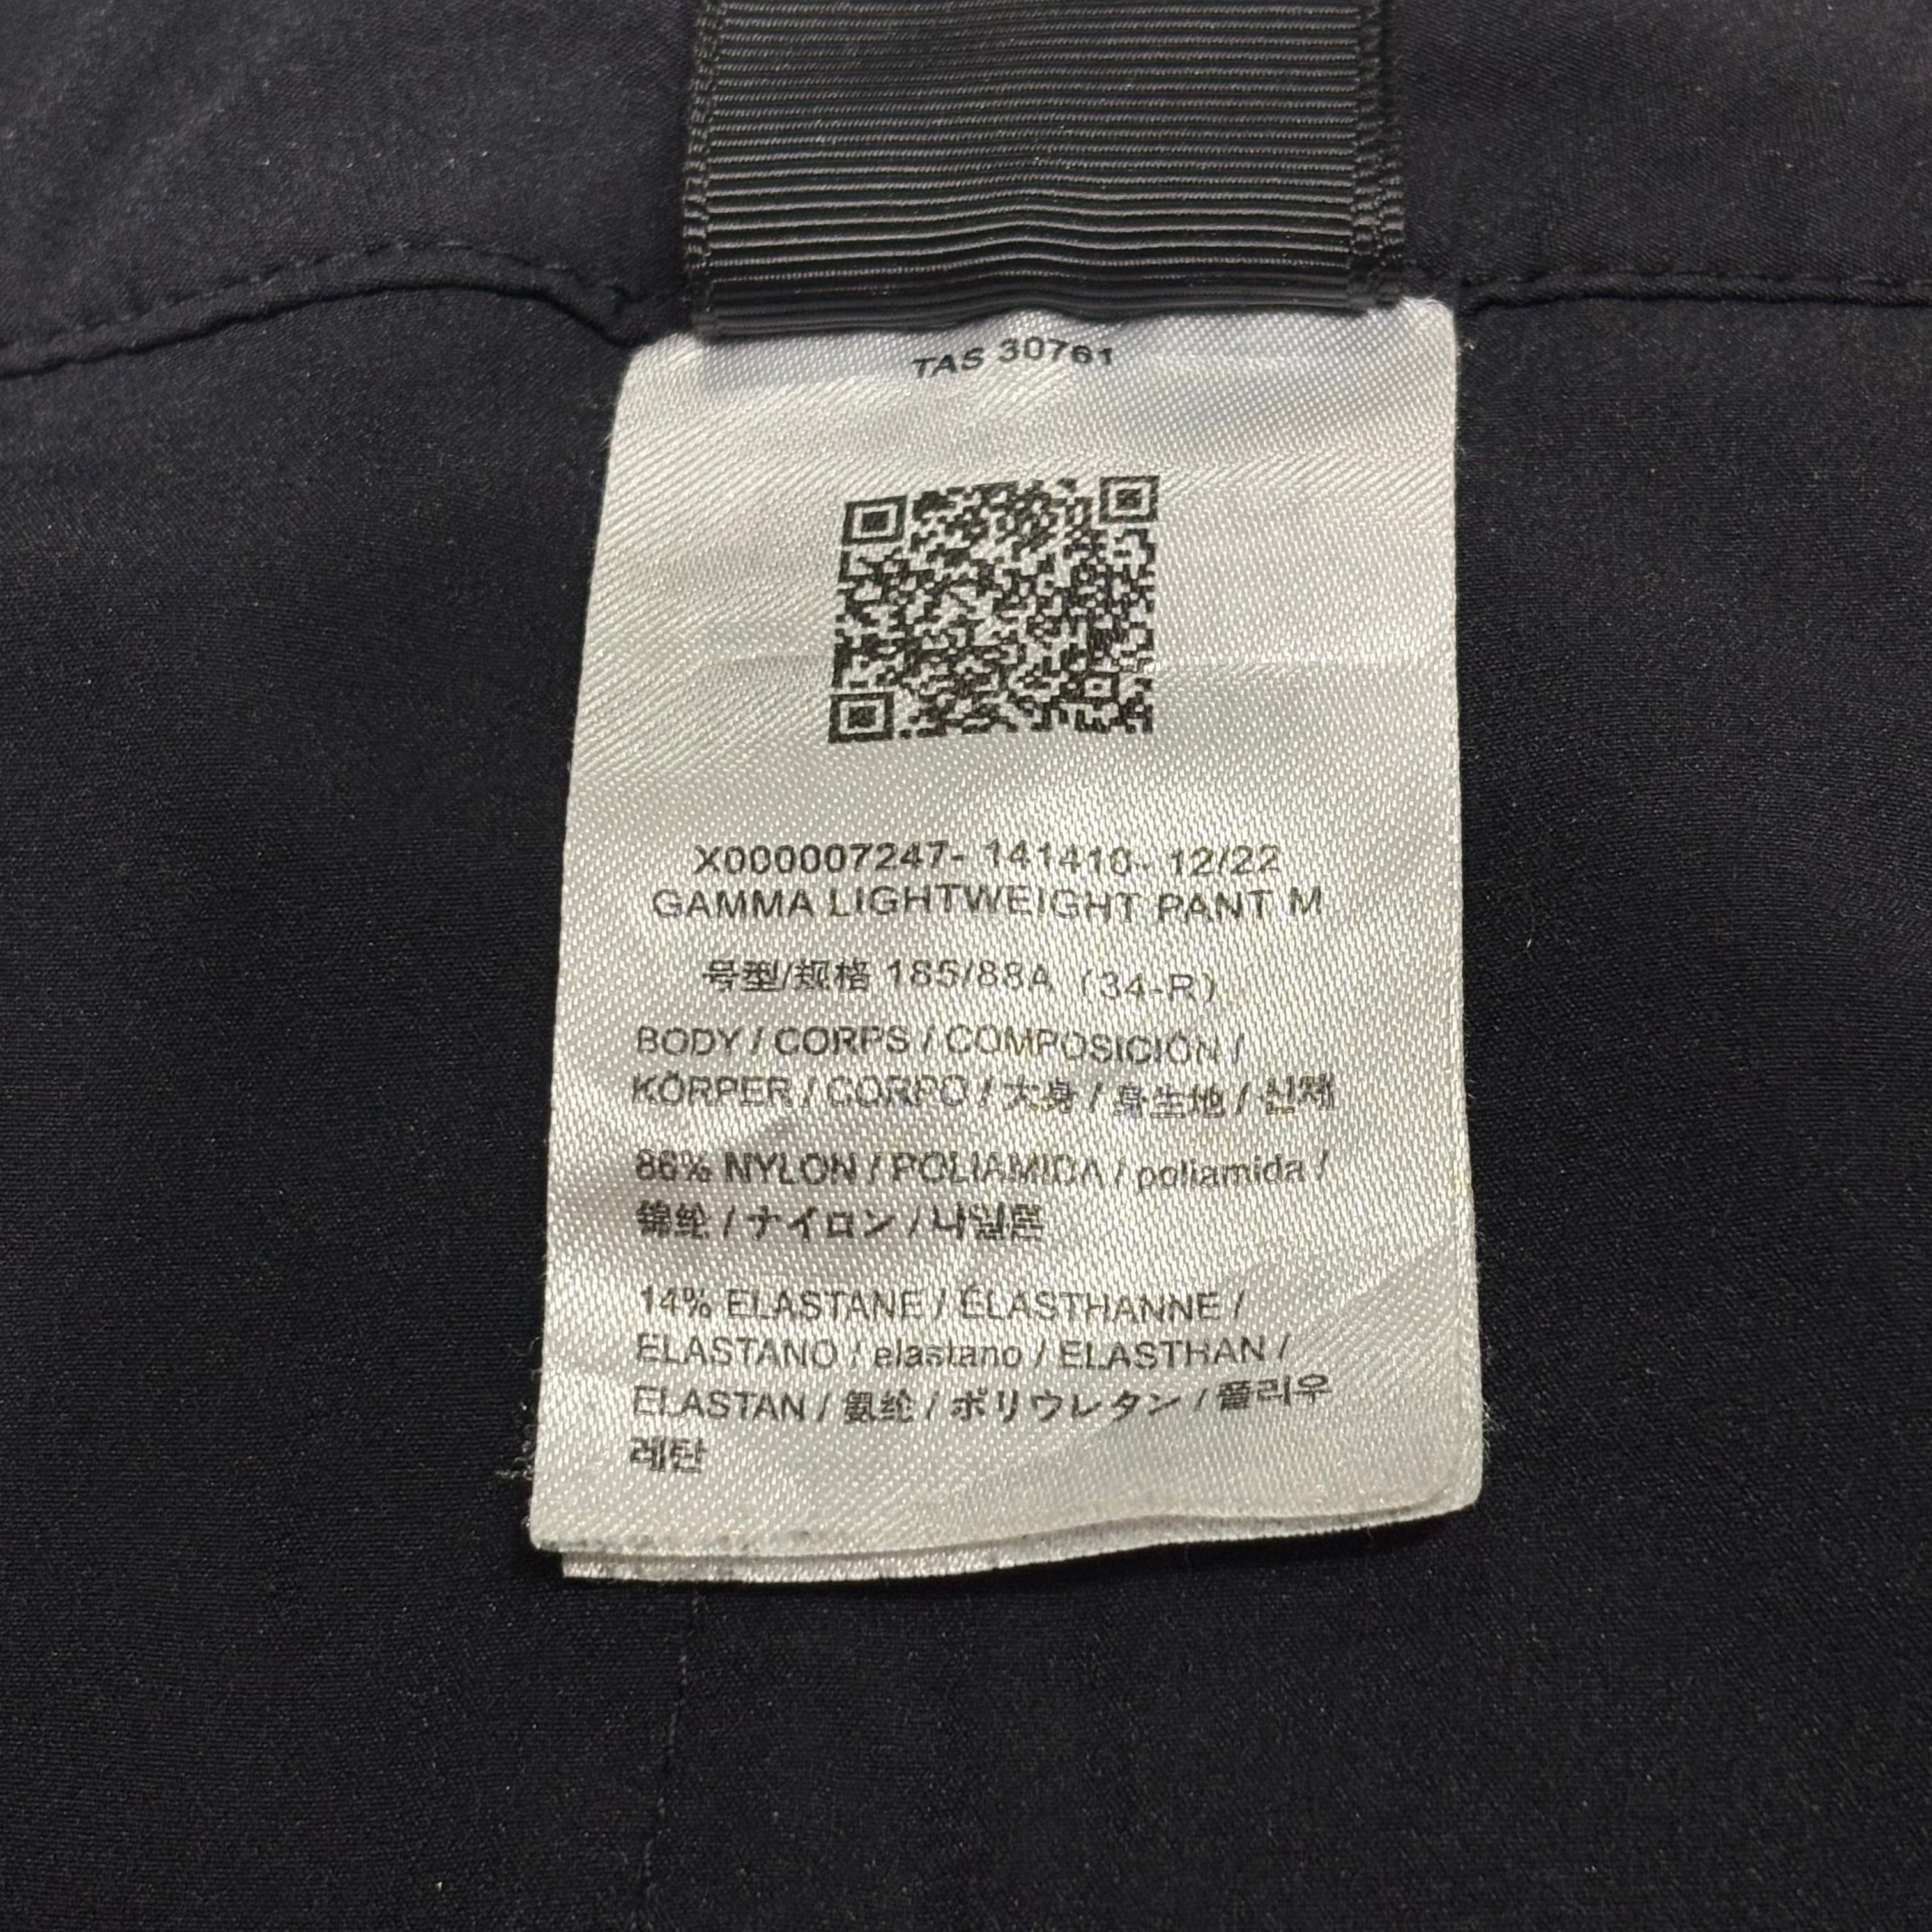 TAS 30761
X000007247- 141410- 12/22
GAMMA LIGHTWEIGHT PANT M
号型/规格 185/88A (34-R)
BODY / CORPS / COMPOSICIÓN /
KÖRPER / CORPO / 大身 / 身生地 / 신체
86% NYLON / POLIAMIDA / poliamida /
锦纶 / ナイロン / 나일론
14% ELASTANE / ÉLASTHANNE /
ELASTANO / elastano / ELASTHAN /
ELASTAN / 氨纶 / ポリウレタン / 폴리우
레탄